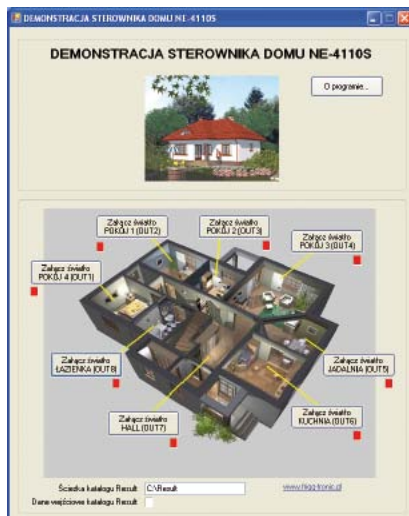 DEMONSTRACJA STEROWNIKA DOMU NE-4110S
DEMONSTRACJA STEROWNIKA DOMU NE-4110S
O programie...
Załącz światło
POKÓJ 1 (OUT2)
Załącz światło
POKÓJ 2 (OUT3)
Załącz światło
POKÓJ 3 (OUT4)
Załącz światło
POKÓJ 4 (OUT1)
Załącz światło
ŁAZIENKA (OUT8)
Załącz światło
JADALNIA (OUT5)
Załącz światło
HALL (OUT7)
Załącz światło
KUCHNIA (OUT6)
Ścieżka katalogu Result
C:\Result
Dane wejściowe katalogu Result